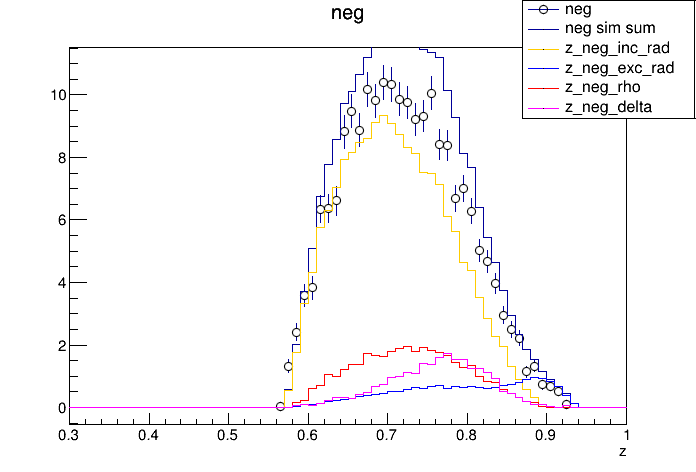 neg
neg
neg sim sum
z_neg_inc_rad
z_neg_exc_rad
z_neg_rho
z_neg_delta
10
8
6
4
2
0
0.3 0.4 0.5 0.6 0.7 0.8 0.9 1
z